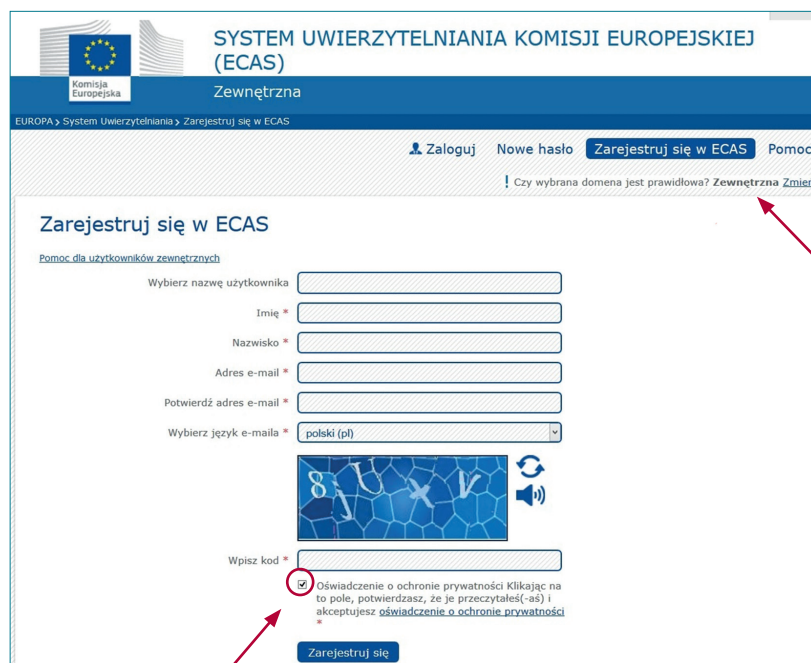 SYSTEM UWIERZYTELNIANIA KOMISJI EUROPEJSKIEJ
(ECAS)
Komisja
Europejska
Zewnętrzna
EUROPA > System Uwierzytelniania > Zarejestruj się w ECAS
Zaloguj Nowe hasło Zarejestruj się w ECAS Pomoc
! Czy wybrana domena jest prawidłowa? Zewnętrzna Zmień
Zarejestruj się w ECAS
Pomoc dla użytkowników zewnętrznych
Wybierz nazwę użytkownika
Imię *
Nazwisko *
Adres e-mail *
Potwierdź adres e-mail *
Wybierz język e-maila * polski (pl)
8JUXV
Wpisz kod *
Oświadczenie o ochronie prywatności Klikając na
to pole, potwierdzasz, że je przeczytałeś(-aś) i
akceptujesz oświadczenie o ochronie prywatności
*
Zarejestruj się